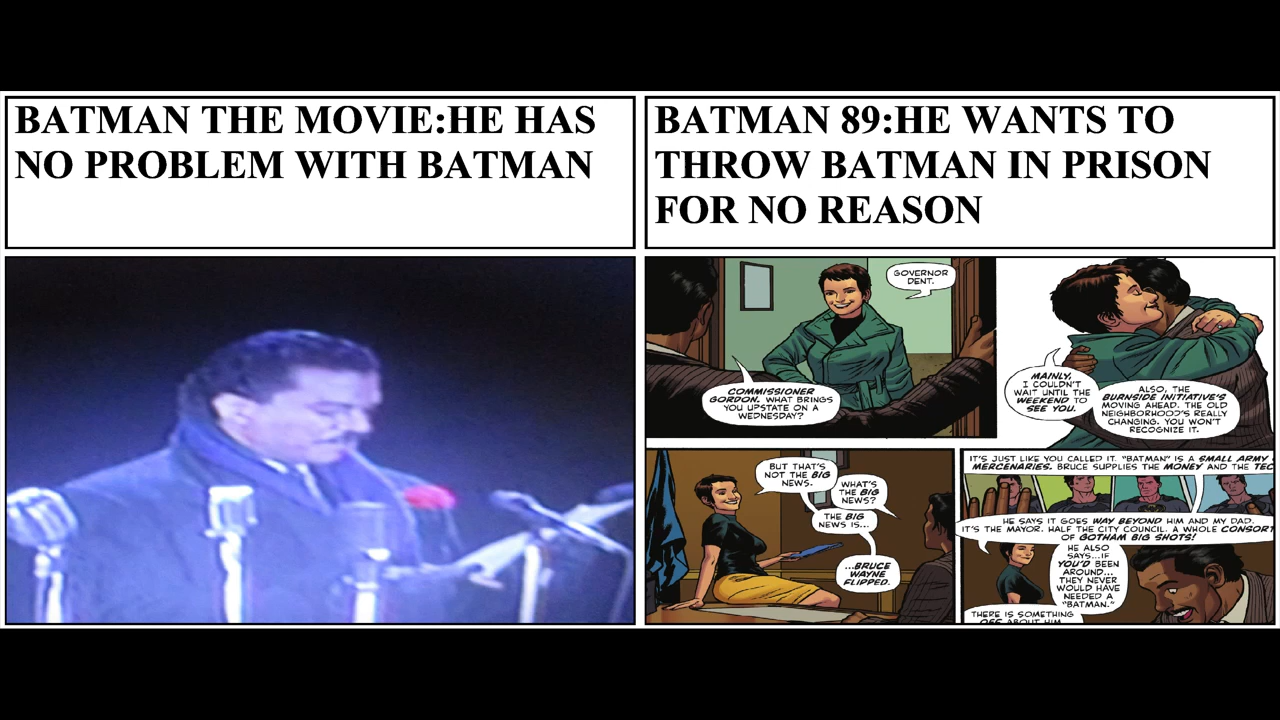 BATMAN THE MOVIE:HE HAS
NO PROBLEM WITH BATMAN
BATMAN 89:HE WANTS TO
THROW BATMAN IN PRISON
FOR NO REASON
GOVERNOR
DENT.
COMMISSIONER
GORDON. WHAT BRINGS
YOU UPSTATE ON A
WEDNESDAY?
MAINLY,
I COULDN'T
WAIT UNTIL THE
WEEKEND TO
SEE YOU.
ALSO, THE
BURNSIDE INITIATIVE'S
MOVING AHEAD. THE OLD
NEIGHBORHOOD'S REALLY
CHANGING. YOU WON'T
RECOGNIZE IT.
BUT THAT'S
NOT THE BIG
NEWS.
WHAT'S
THE BIG
NEWS?
THE BIG
NEWS IS...
...BRUCE
WAYNE
FLIPPED.
IT'S JUST LIKE YOU CALLED IT. "BATMAN" IS A SMALL ARMY
MERCENARIES. BRUCE SUPPLIES THE MONEY AND THE TEC
HE SAYS IT GOES WAY BEYOND HIM AND MY DAD.
IT'S THE MAYOR. HALF THE CITY COUNCIL. A WHOLE CONSORT
OF GOTHAM BIG SHOTS!
HE ALSO
SAYS...IF
YOU'D BEEN
AROUND...
THEY NEVER
WOULD HAVE
NEEDED A
"BATMAN."
THERE IS SOMETHING
OFF ABOUT HIM